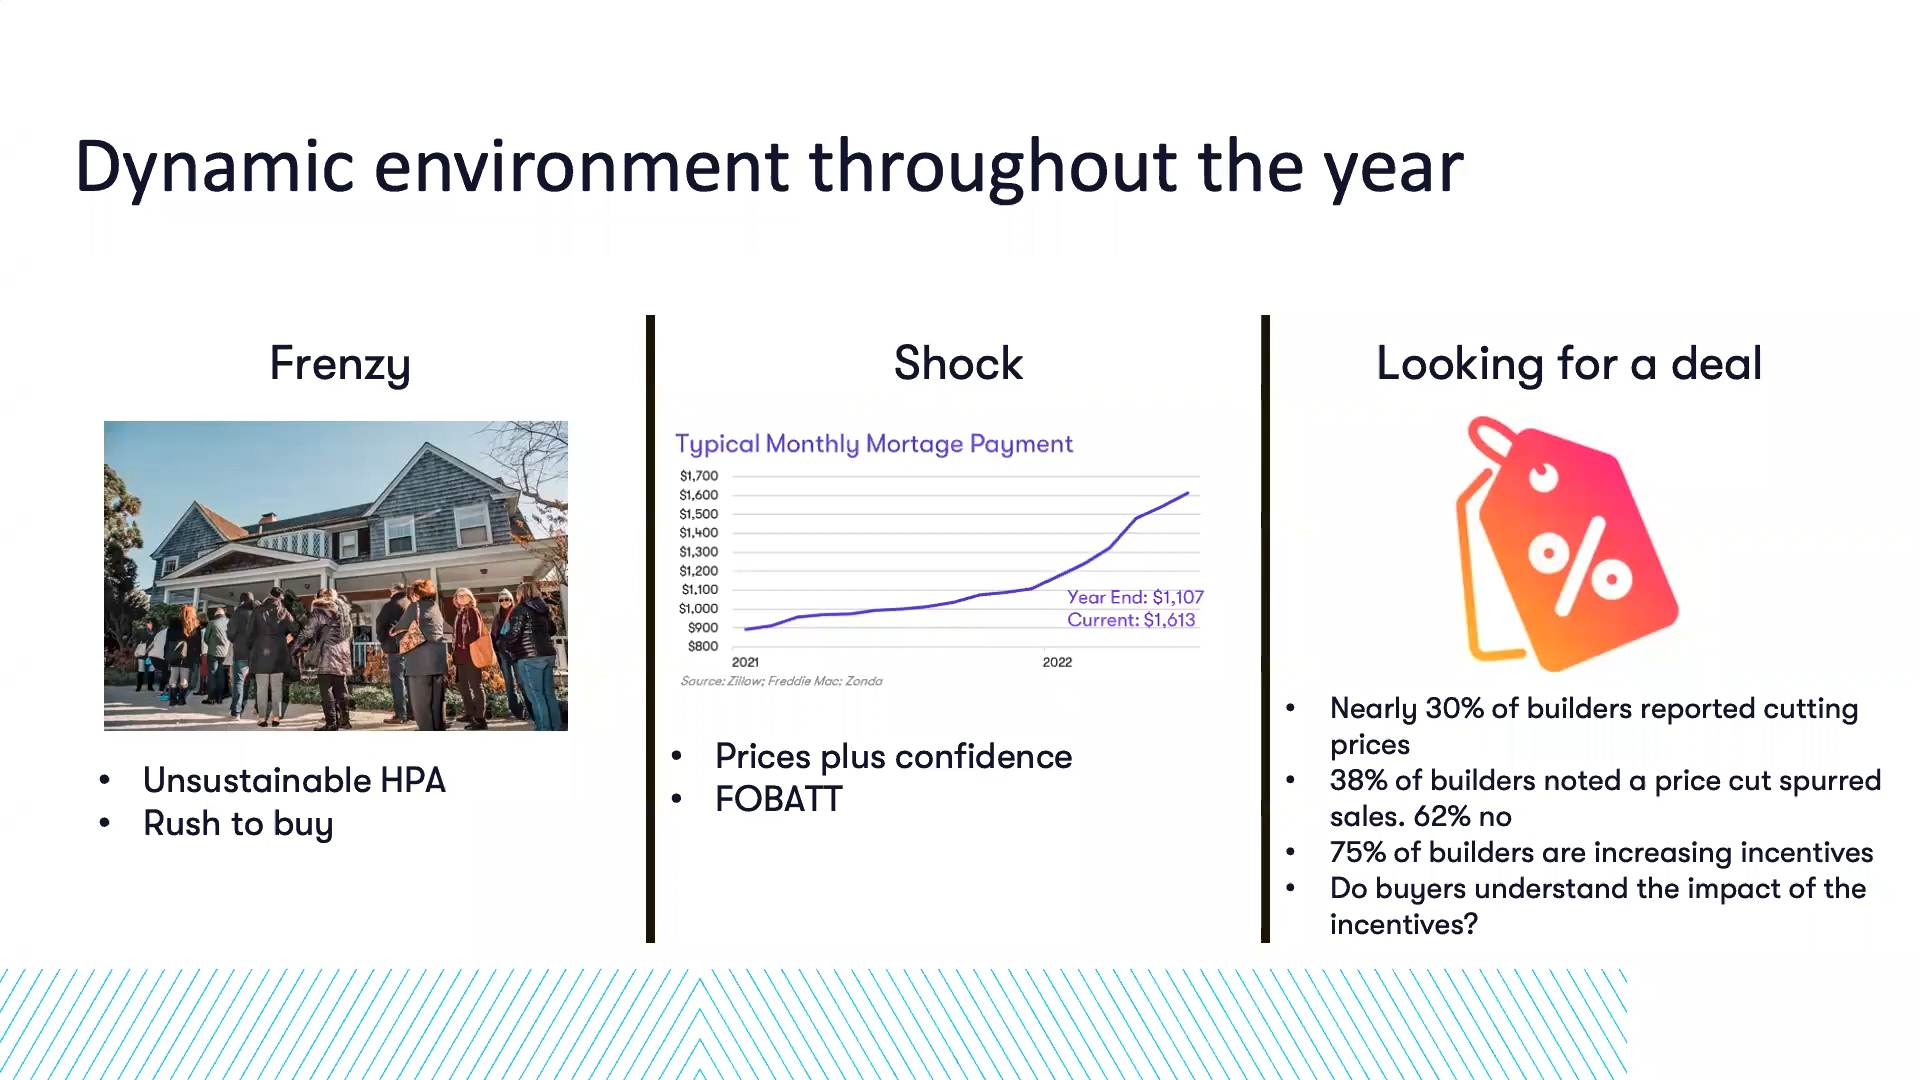 Dynamic environment throughout the year
Frenzy
Unsustainable HPA
Rush to buy
Shock
Typical Monthly Mortage Payment
$1,700
$1,600
$1,500
$1,400
$1,300
$1,200
$1,100
$1,000
$900
$800
Year End: $1,107
Current: $1,613
2021 2022
Source: Zillow; Freddie Mac; Zonda
• Prices plus confidence
• FOBATT
Looking for a deal
%
• Nearly 30% of builders reported cutting
prices
• 38% of builders noted a price cut spurred
sales. 62% no
• 75% of builders are increasing incentives
• Do buyers understand the impact of the
incentives?